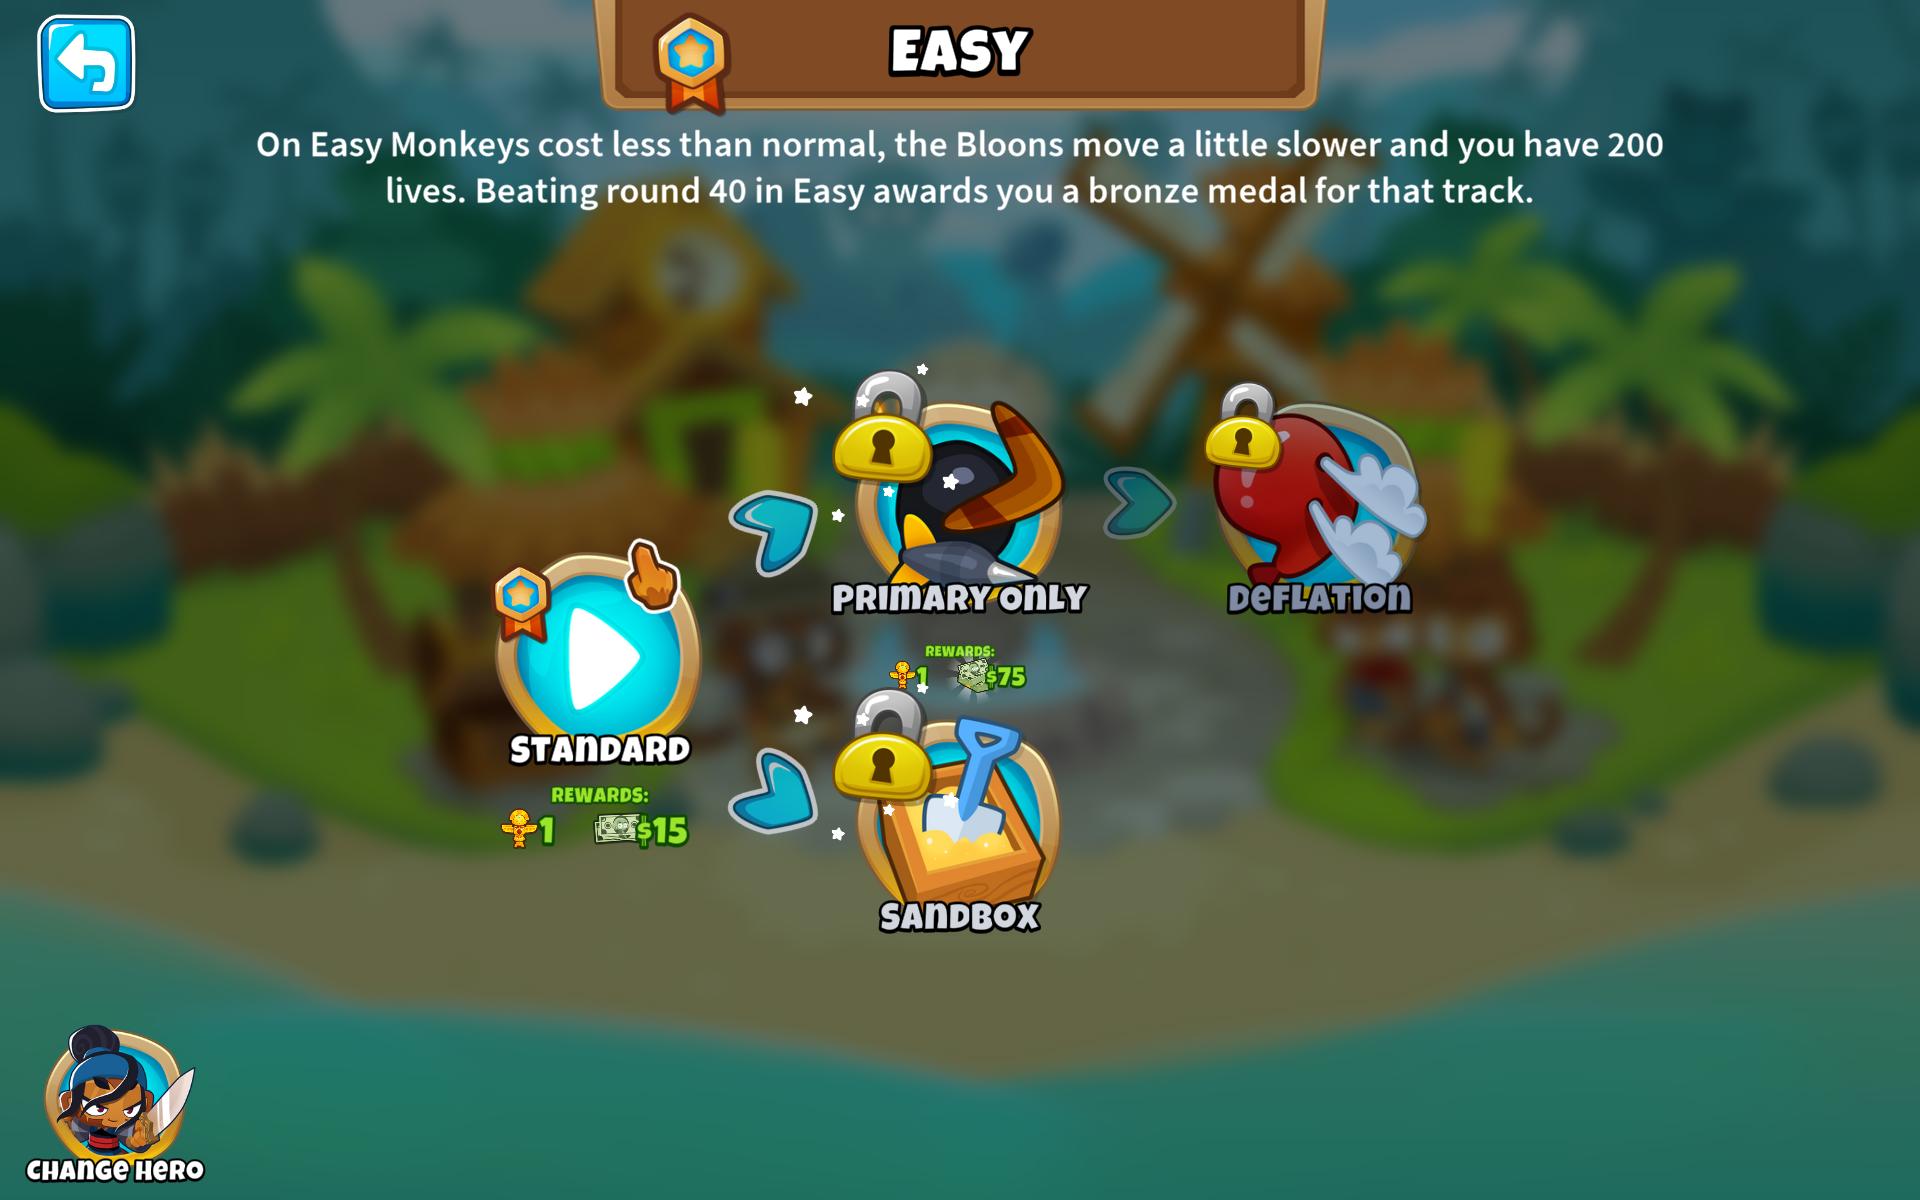 EASY
On Easy Monkeys cost less than normal, the Bloons move a little slower and you have 200
lives. Beating round 40 in Easy awards you a bronze medal for that track.
PRIMARY ONLY
DEFLATION
REWARDS:
1 $75
STANDARD
REWARDS:
1 $15
SANDBOX
CHANGE HERO